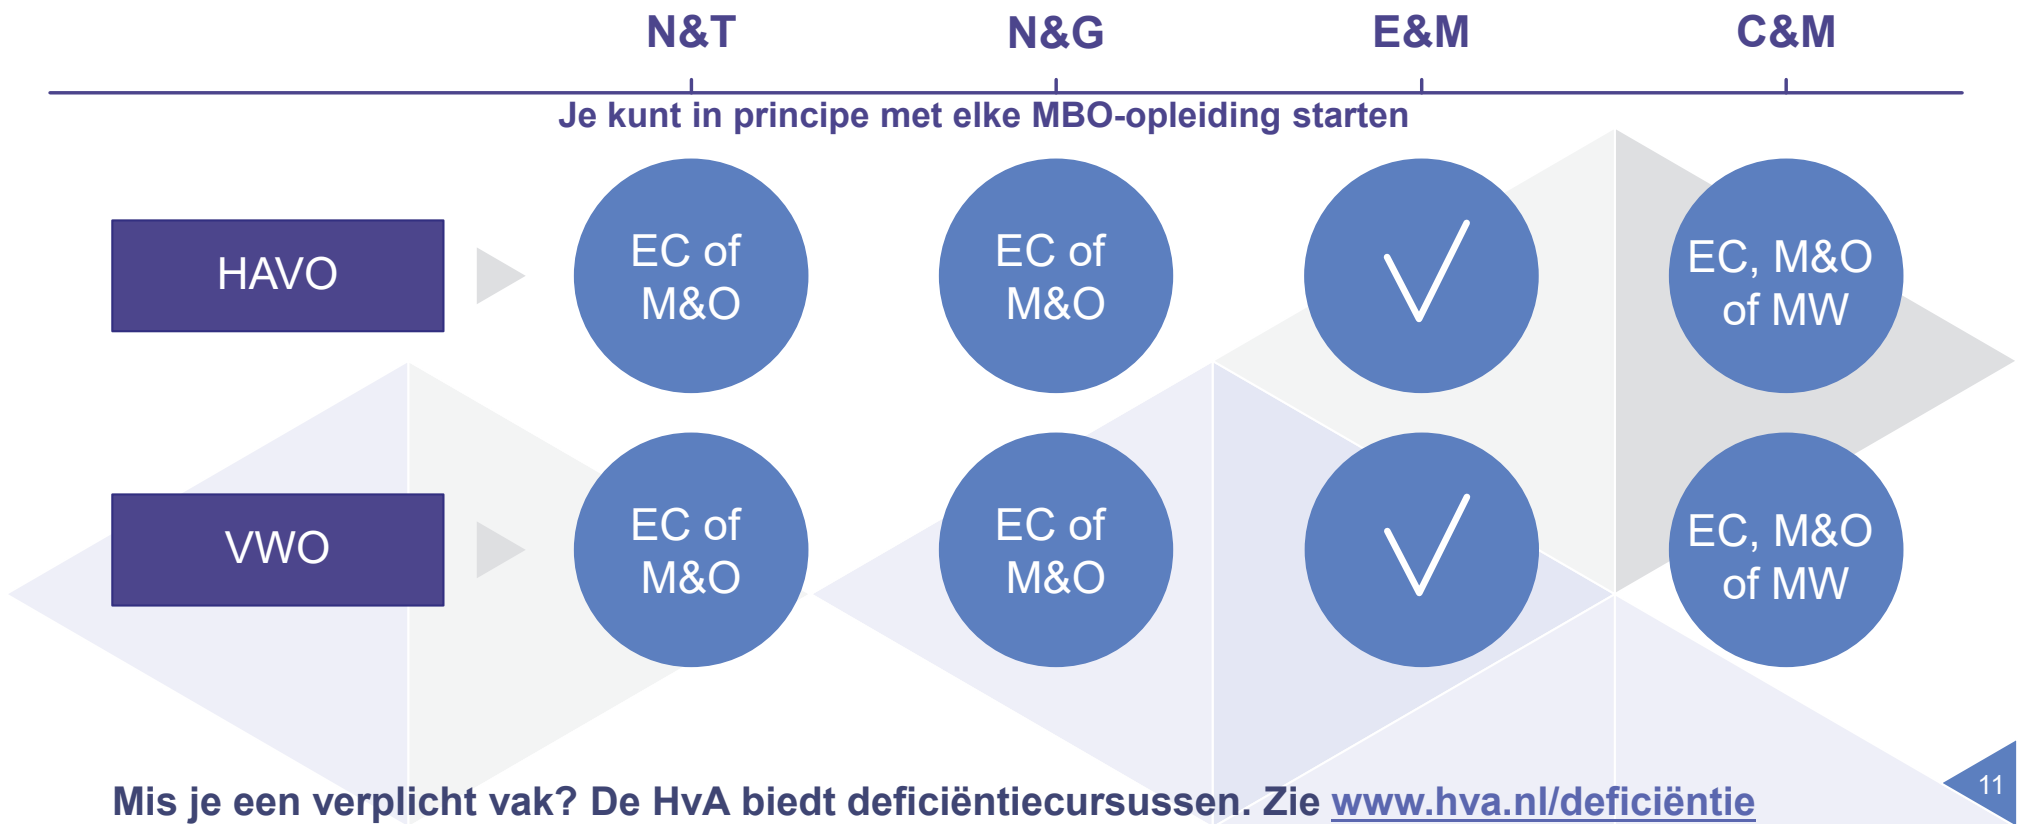 N&T N&G E&M C&M
Je kunt in principe met elke MBO-opleiding starten
HAVO
EC of
M&O
EC of
M&O
EC, M&O
of MW
VWO
EC of
M&O
EC of
M&O
EC, M&O
of MW
Mis je een verplicht vak? De HvA biedt deficiëntiecursussen. Zie www.hva.nl/deficiëntie
11